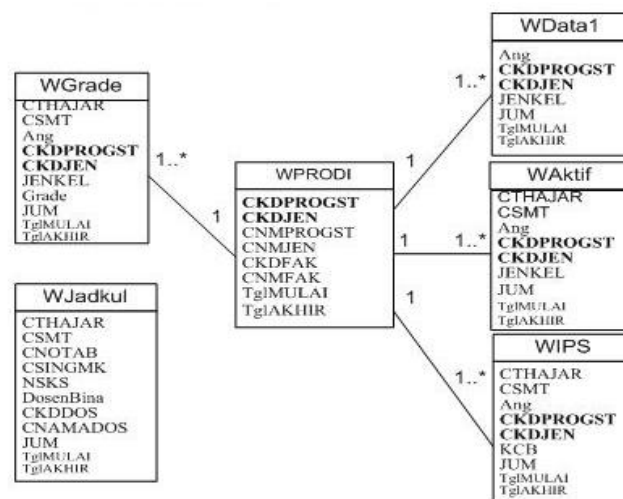 WGrade
CTHAJAR
CSMT
Ang
CKDPROGST
CKDJEN
JENKEL
Grade
JUM
TglMULAI
TglAKHIR
1..*
1
WJadkul
CTHAJAR
CSMT
CNOTAB
CSINGMK
NSKS
DosenBina
CKDDOS
CNAMADOS
JUM
TglMULAI
TglAKHIR
WPRODI
CKDPROGST
CKDJEN
CNMPROGST
CNMJEN
CKDFAK
CNMFAK
TglMULAI
TglAKHIR
1
1..*
1
1..*
1
1..*
WData1
Ang
CKDPROGST
CKDJEN
JENKEL
JUM
TglMULAI
TglAKHIR
WAktif
CTHAJAR
CSMT
Ang
CKDPROGST
CKDJEN
JENKEL
JUM
TglMULAI
TglAKHIR
WIPS
CTHAJAR
CSMT
Ang
CKDPROGST
CKDJEN
KCB
JUM
TglMULAI
TglAKHIR